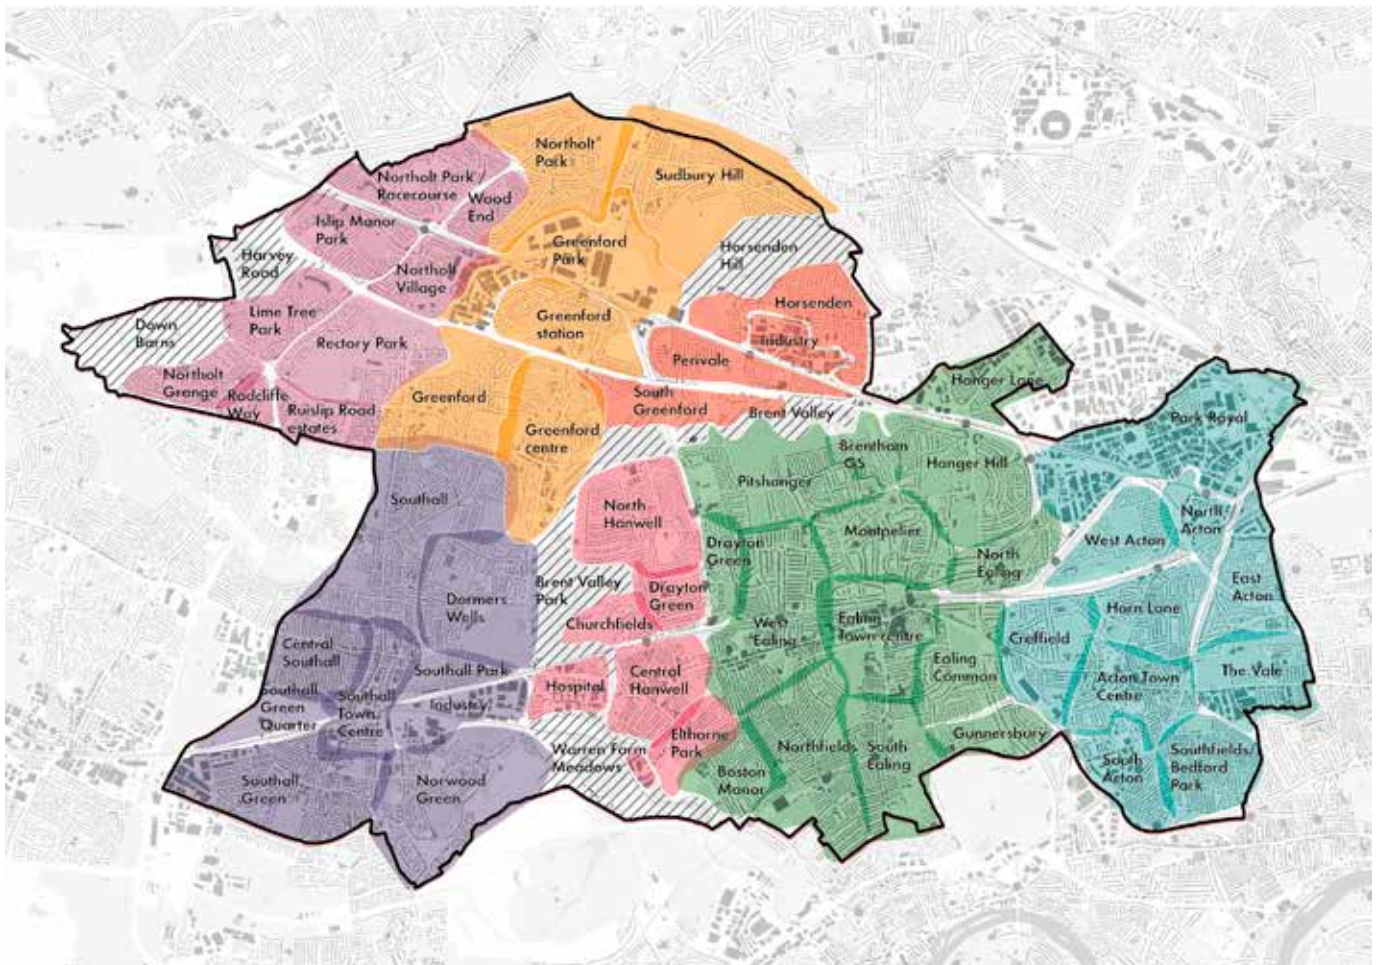 Northolt
Park
Sudbury Hill
Northolt Park /
Racecourse
Wood
End
Islip Manor
Park
Harvey
Road
Northolt
Village
Greenford
Park
Horsenden
Hill
Horsenden
Down
Barns
Lime Tree
Park
Rectory Park
Greenford
station
Industry
Perivale
Northolt
Grange
Radcliffe
Way
Ruislip Road
estates
Greenford
South
Greenford
Brent Valley
Hanger Lane
Greenford
centre
Park Royal
Brentham
GS
Hanger Hill
Pitshanger
Southall
North
Hanwell
Montpelier
North
Acton
West Acton
Drayton
Green
North
Ealing
East
Acton
Dormers
Wells
Brent Valley
Park
Drayton
Green
Churchfields
West
Ealing
Ealing
Town centre
Horn Lane
Creffield
Central
Southall
Southall Park
Ealing
Common
Acton Town
Centre
The Vale
Southall
Green
Quarter
Southall
Town
Centre
Industry
Hospital
Central
Hanwell
Elthorne
Park
Gunnersbury
Warren Farm
Meadows
Northfields
South
Ealing
Boston
Manor
South
Acton
Southfields/
Bedford
Park
Southall
Green
Norwood
Green